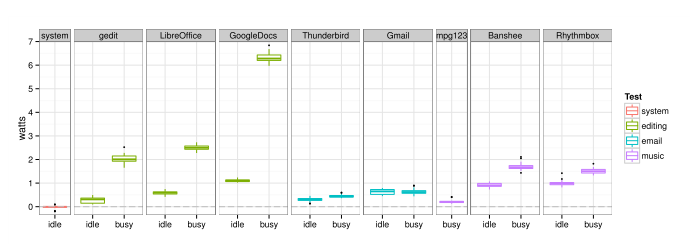 system gedit LibreOffice GoogleDocs Thunderbird Gmail mpg123 Banshee Rhythmbox
7
6
5
4
3
2
1
0
watts
idle idle busy idle busy idle busy idle busy idle busy idle idle busy idle busy
Test
system
editing
email
music